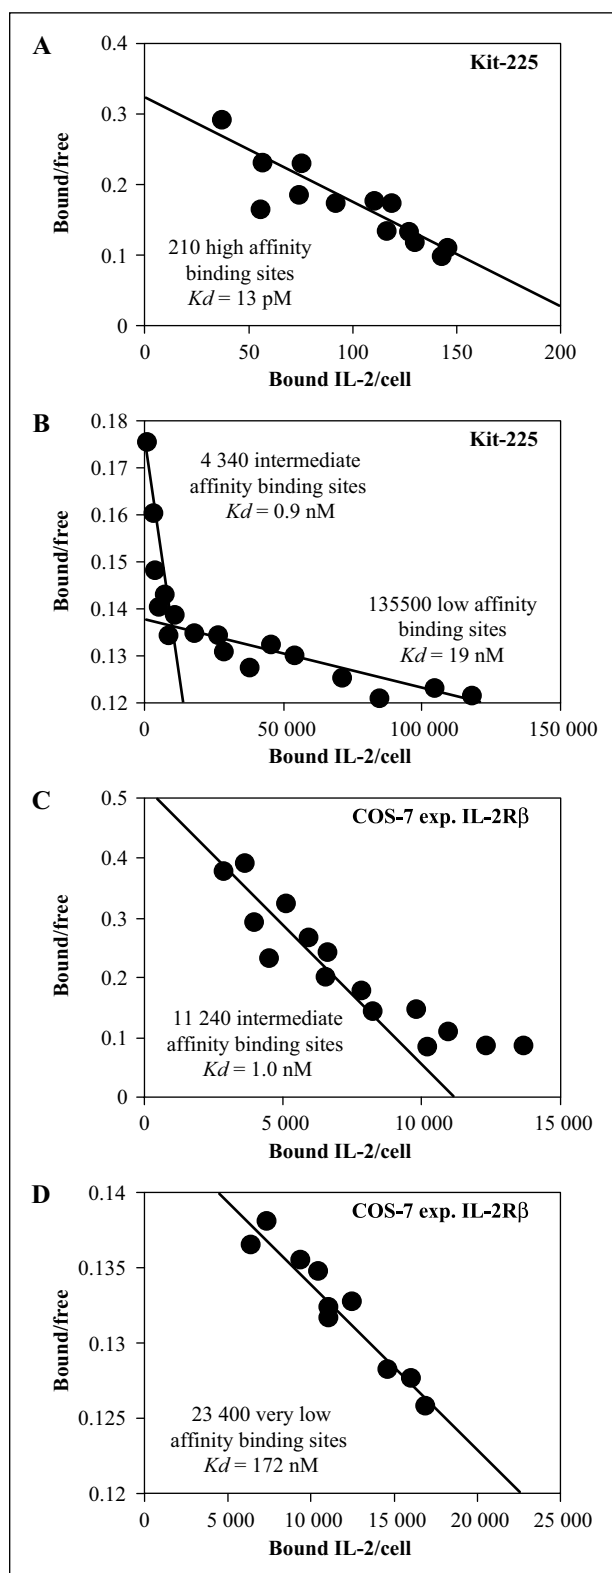 A
Kit-225
0.4
0.3
0.2
0.1
0
Bound/free
210 high affinity
binding sites
Kd = 13 pM
0 50 100 150 200
Bound IL-2/cell
B
Kit-225
0.18
0.17
0.16
0.15
0.14
0.13
0.12
Bound/free
4 340 intermediate
affinity binding sites
Kd = 0.9 nM
135500 low affinity
binding sites
Kd = 19 nM
0 50 000 100 000 150 000
Bound IL-2/cell
C
COS-7 exp. IL-2Rβ
0.5
0.4
0.3
0.2
0.1
0
Bound/free
11 240 intermediate
affinity binding sites
Kd = 1.0 nM
0 5 000 10 000 15 000
Bound IL-2/cell
D
COS-7 exp. IL-2Rβ
0.14
0.135
0.13
0.125
0.12
Bound/free
23 400 very low
affinity binding sites
Kd = 172 nM
0 5 000 10 000 15 000 20 000 25 000
Bound IL-2/cell